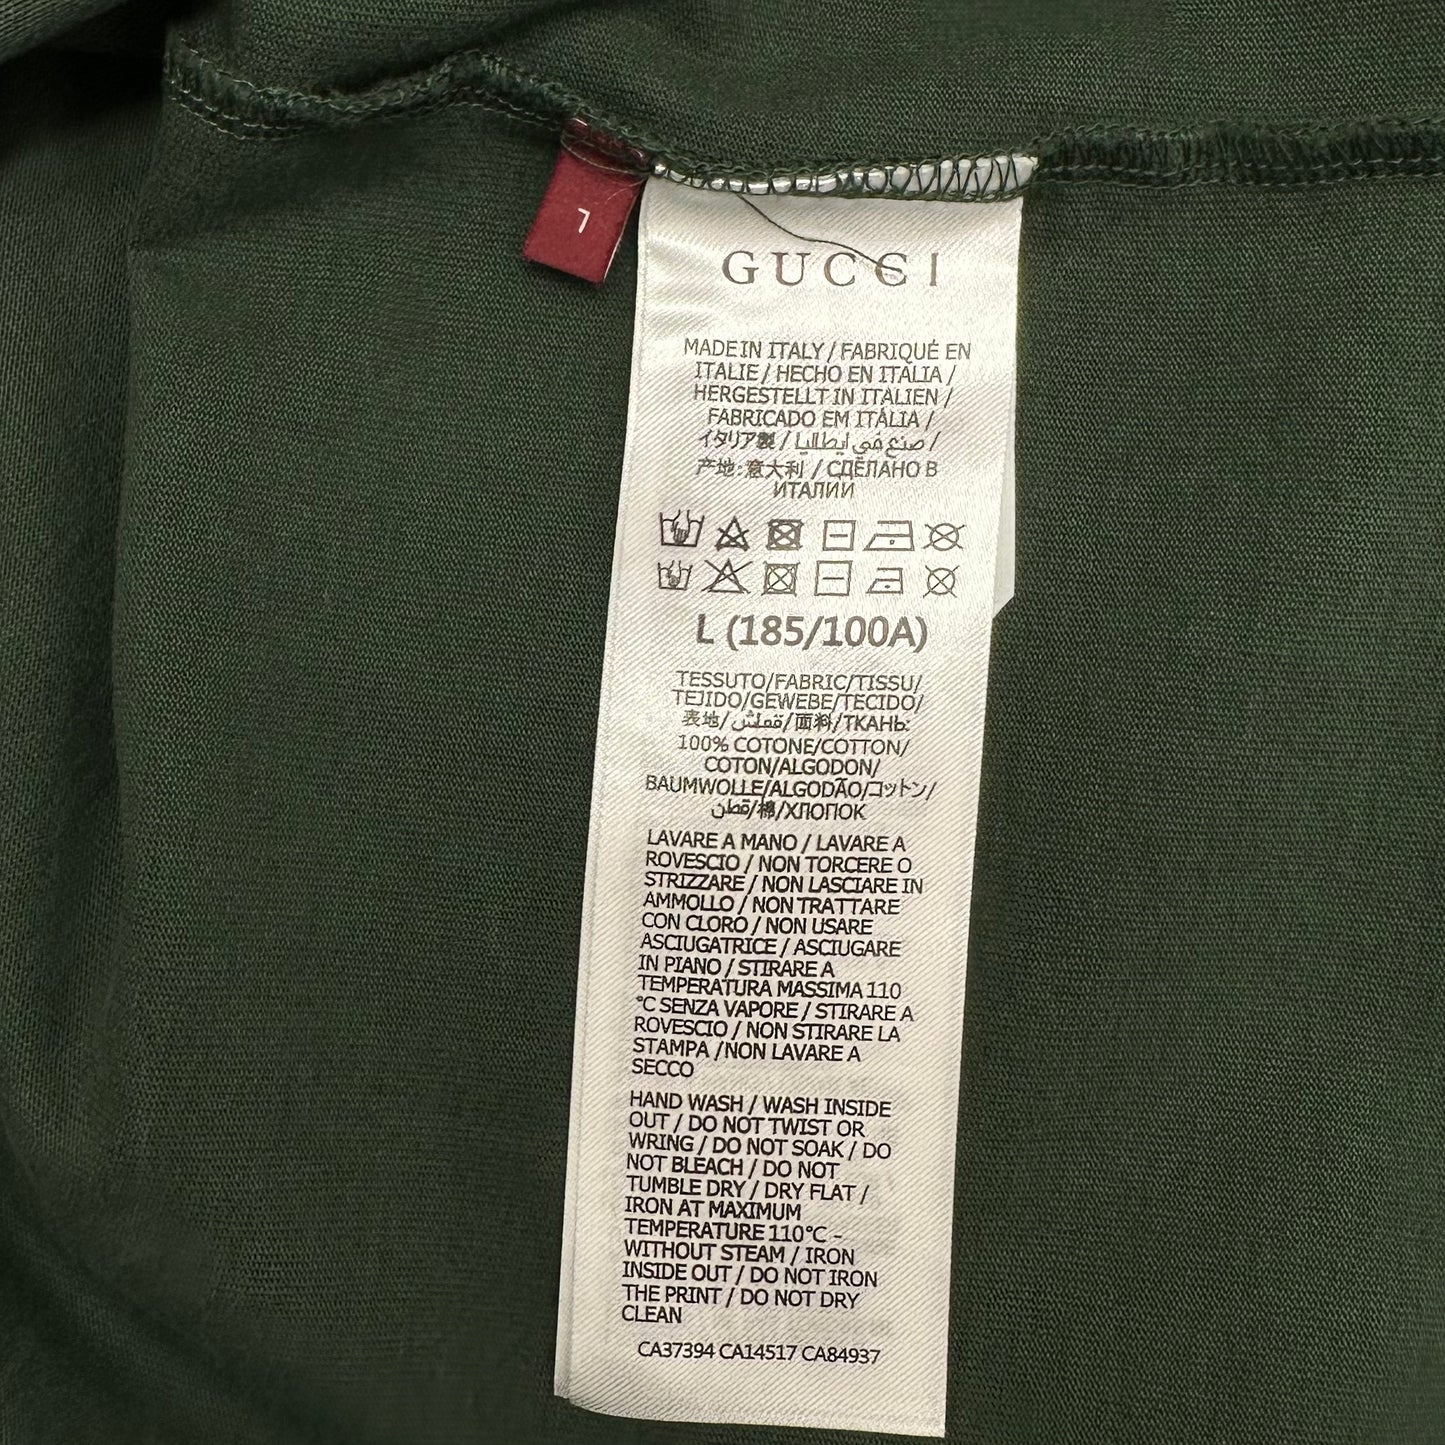 GUCCI
MADE IN ITALY / FABRIQUÉ EN
ITALIE / HECHO EN ITALIA /
HERGESTELLT IN ITALIEN /
FABRICADO EM ITÁLIA /
イタリア製 / صنع في ايطاليا /
产地:意大利 / СДЕЛАНО В
ИТАЛИИ
L (185/100A)
TESSUTO/FABRIC/TISSU/
TEJIDO/GEWEBE/TECIDO/
表地/قماش/面料/ТКАНЬ:
100% COTONE/COTTON/
COTON/ALGODON/
BAUMWOLLE/ALGODÃO/コットン/
قطن/棉/ХЛОПОК
LAVARE A MANO / LAVARE A
ROVESCIO / NON TORCERE O
STRIZZARE / NON LASCIARE IN
AMMOLLO / NON TRATTARE
CON CLORO / NON USARE
ASCIUGATRICE / ASCIUGARE
IN PIANO / STIRARE A
TEMPERATURA MASSIMA 110
°C SENZA VAPORE / STIRARE A
ROVESCIO / NON STIRARE LA
STAMPA /NON LAVARE A
SECCO
HAND WASH / WASH INSIDE
OUT / DO NOT TWIST OR
WRING / DO NOT SOAK / DO
NOT BLEACH / DO NOT
TUMBLE DRY / DRY FLAT /
IRON AT MAXIMUM
TEMPERATURE 110°C -
WITHOUT STEAM / IRON
INSIDE OUT / DO NOT IRON
THE PRINT / DO NOT DRY
CLEAN
CA37394 CA14517 CA84937